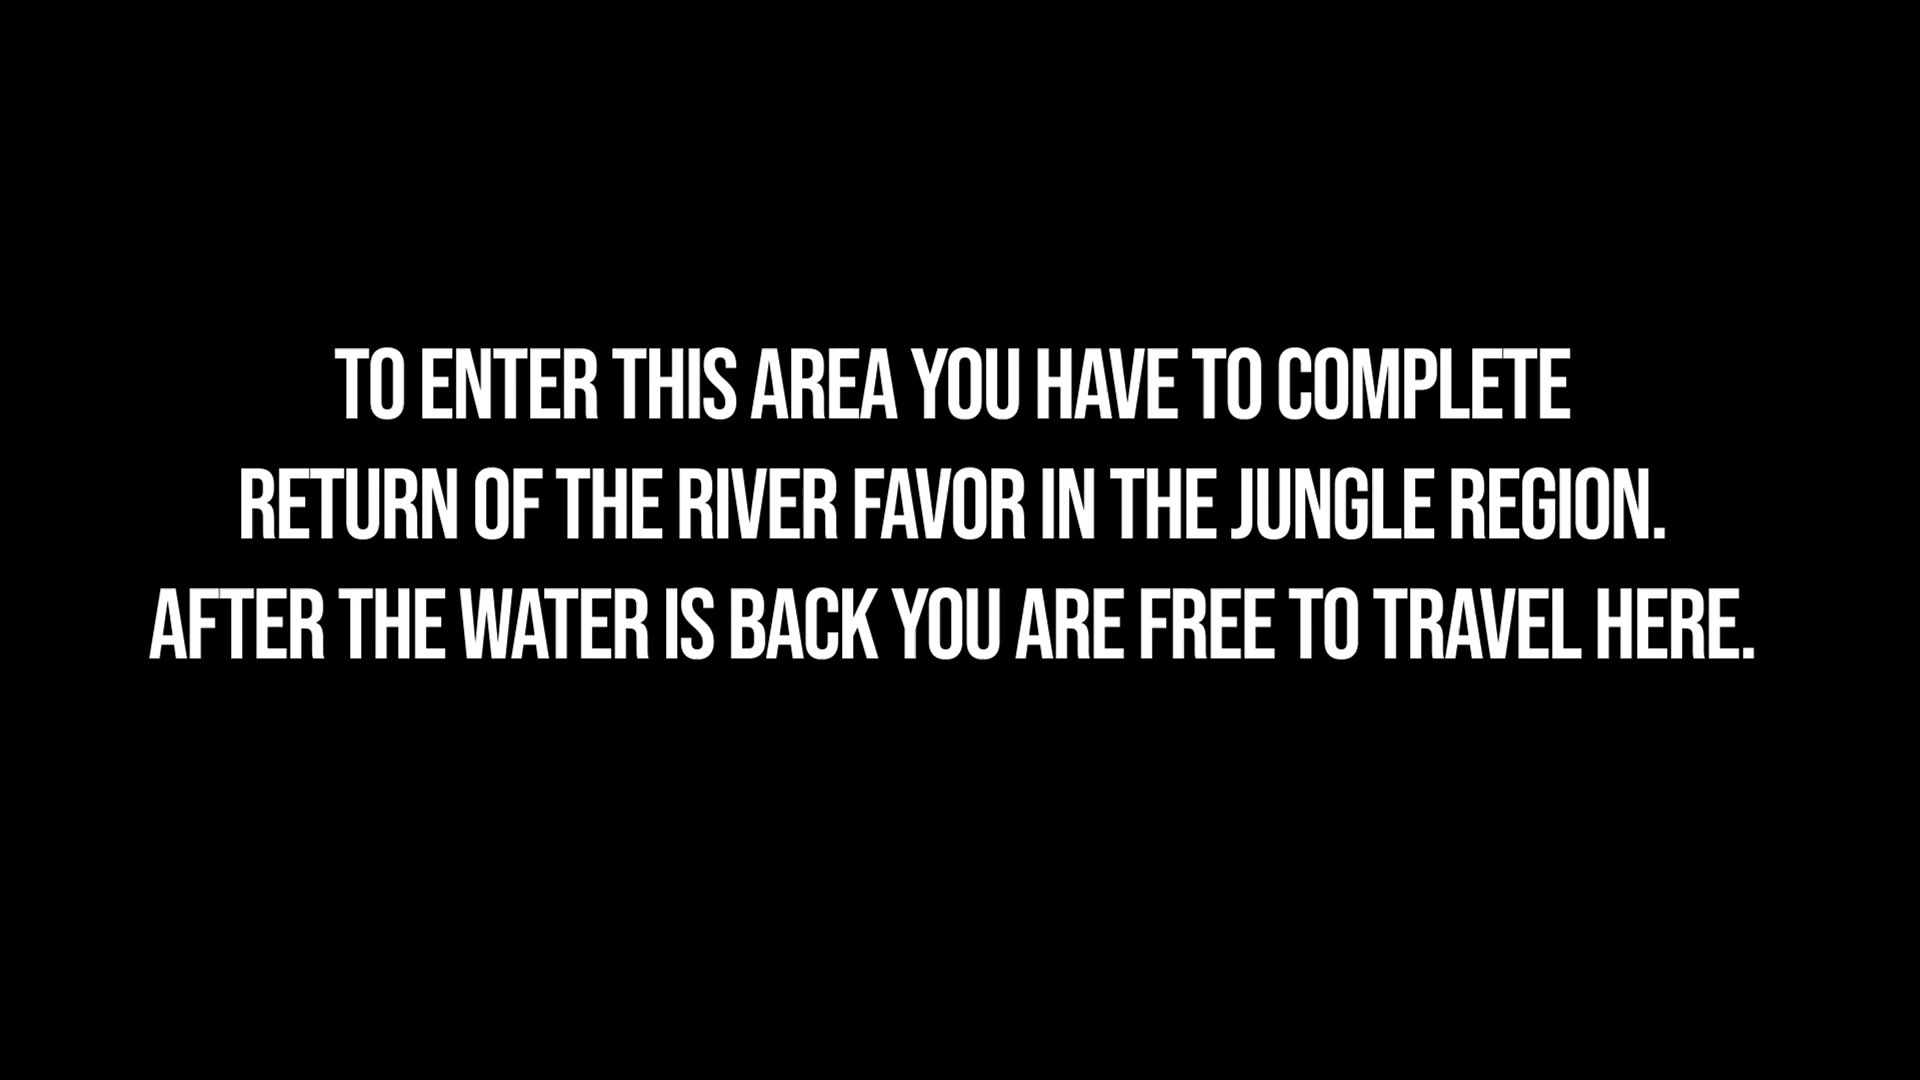 TO ENTER THIS AREA YOU HAVE TO COMPLETE
RETURN OF THE RIVER FAVOR IN THE JUNGLE REGION.
AFTER THE WATER IS BACK YOU ARE FREE TO TRAVEL HERE.